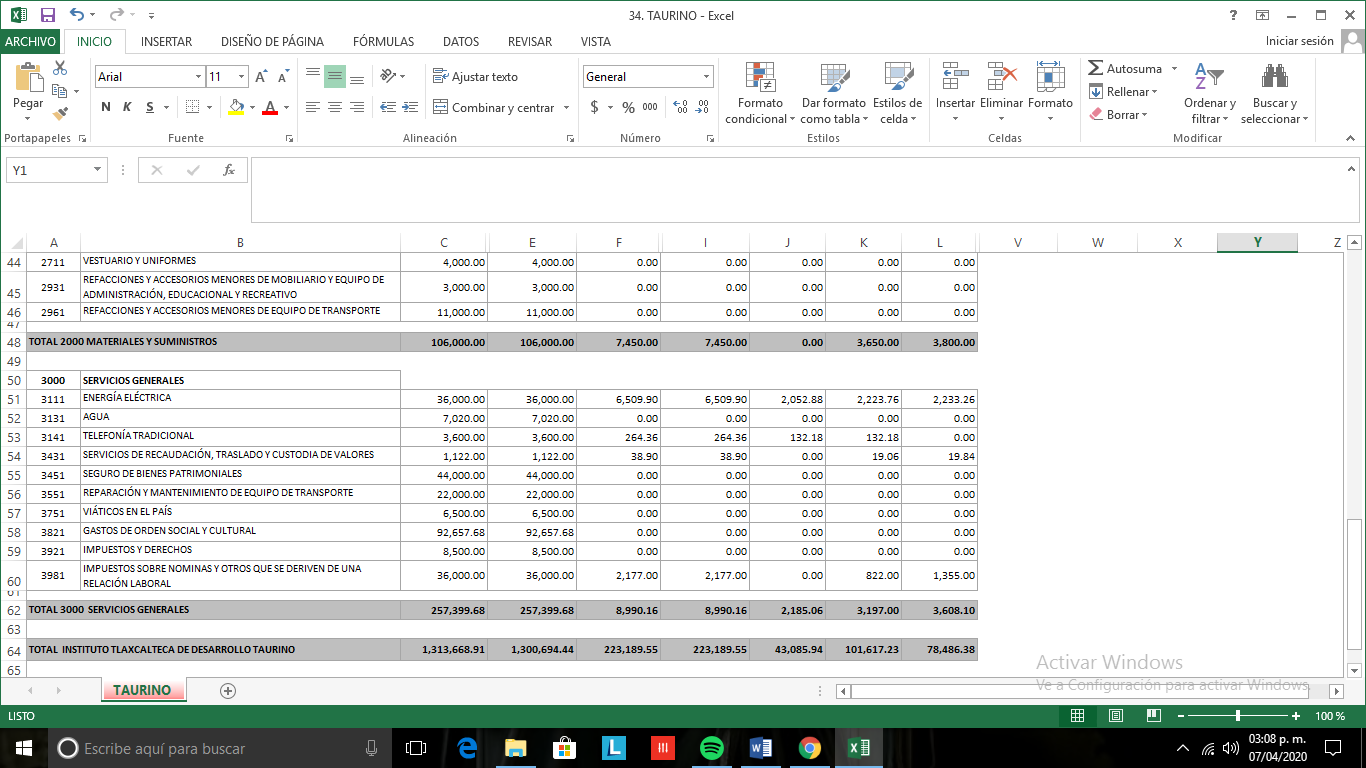 34. TAURINO - Excel
?
ARCHIVO INICIO INSERTAR DISEÑO DE PÁGINA FÓRMULAS DATOS REVISAR VISTA Iniciar sesión
Pegar
Arial 11
N K S
Ajustar texto
Combinar y centrar
General
$ % 000
Formato condicional
Dar formato como tabla
Estilos de celda
Insertar Eliminar Formato
Autosuma
Rellenar
Borrar
Ordenar y filtrar
Buscar y seleccionar
Portapapeles Fuente Alineación Número Estilos Celdas Modificar
Y1 fx
A B C E F I J K L V W X Y Z
44 2711 VESTUARIO Y UNIFORMES 4,000.00 4,000.00 0.00 0.00 0.00 0.00 0.00
45 2931 REFACCIONES Y ACCESORIOS MENORES DE MOBILIARIO Y EQUIPO DE
ADMINISTRACIÓN, EDUCACIONAL Y RECREATIVO 3,000.00 3,000.00 0.00 0.00 0.00 0.00 0.00
46 2961 REFACCIONES Y ACCESORIOS MENORES DE EQUIPO DE TRANSPORTE 11,000.00 11,000.00 0.00 0.00 0.00 0.00 0.00
47
48 TOTAL 2000 MATERIALES Y SUMINISTROS 106,000.00 106,000.00 7,450.00 7,450.00 0.00 3,650.00 3,800.00
49
50 3000 SERVICIOS GENERALES
51 3111 ENERGÍA ELÉCTRICA 36,000.00 36,000.00 6,509.90 6,509.90 2,052.88 2,223.76 2,233.26
52 3131 AGUA 7,020.00 7,020.00 0.00 0.00 0.00 0.00 0.00
53 3141 TELEFONÍA TRADICIONAL 3,600.00 3,600.00 264.36 264.36 132.18 132.18 0.00
54 3431 SERVICIOS DE RECAUDACIÓN, TRASLADO Y CUSTODIA DE VALORES 1,122.00 1,122.00 38.90 38.90 0.00 19.06 19.84
55 3451 SEGURO DE BIENES PATRIMONIALES 44,000.00 44,000.00 0.00 0.00 0.00 0.00 0.00
56 3551 REPARACIÓN Y MANTENIMIENTO DE EQUIPO DE TRANSPORTE 22,000.00 22,000.00 0.00 0.00 0.00 0.00 0.00
57 3751 VIÁTICOS EN EL PAÍS 6,500.00 6,500.00 0.00 0.00 0.00 0.00 0.00
58 3821 GASTOS DE ORDEN SOCIAL Y CULTURAL 92,657.68 92,657.68 0.00 0.00 0.00 0.00 0.00
59 3921 IMPUESTOS Y DERECHOS 8,500.00 8,500.00 0.00 0.00 0.00 0.00 0.00
60 3981 IMPUESTOS SOBRE NOMINAS Y OTROS QUE SE DERIVEN DE UNA
RELACIÓN LABORAL 36,000.00 36,000.00 2,177.00 2,177.00 0.00 822.00 1,355.00
61
62 TOTAL 3000 SERVICIOS GENERALES 257,399.68 257,399.68 8,990.16 8,990.16 2,185.06 3,197.00 3,608.10
63
64 TOTAL INSTITUTO TLAXCALTECA DE DESARROLLO TAURINO 1,313,668.91 1,300,694.44 223,189.55 223,189.55 43,085.94 101,617.23 78,486.38
65
Activar Windows
Ve a Configuración para activar Windows.
TAURINO
LISTO 100 %
Escribe aquí para buscar
03:08 p. m.
07/04/2020